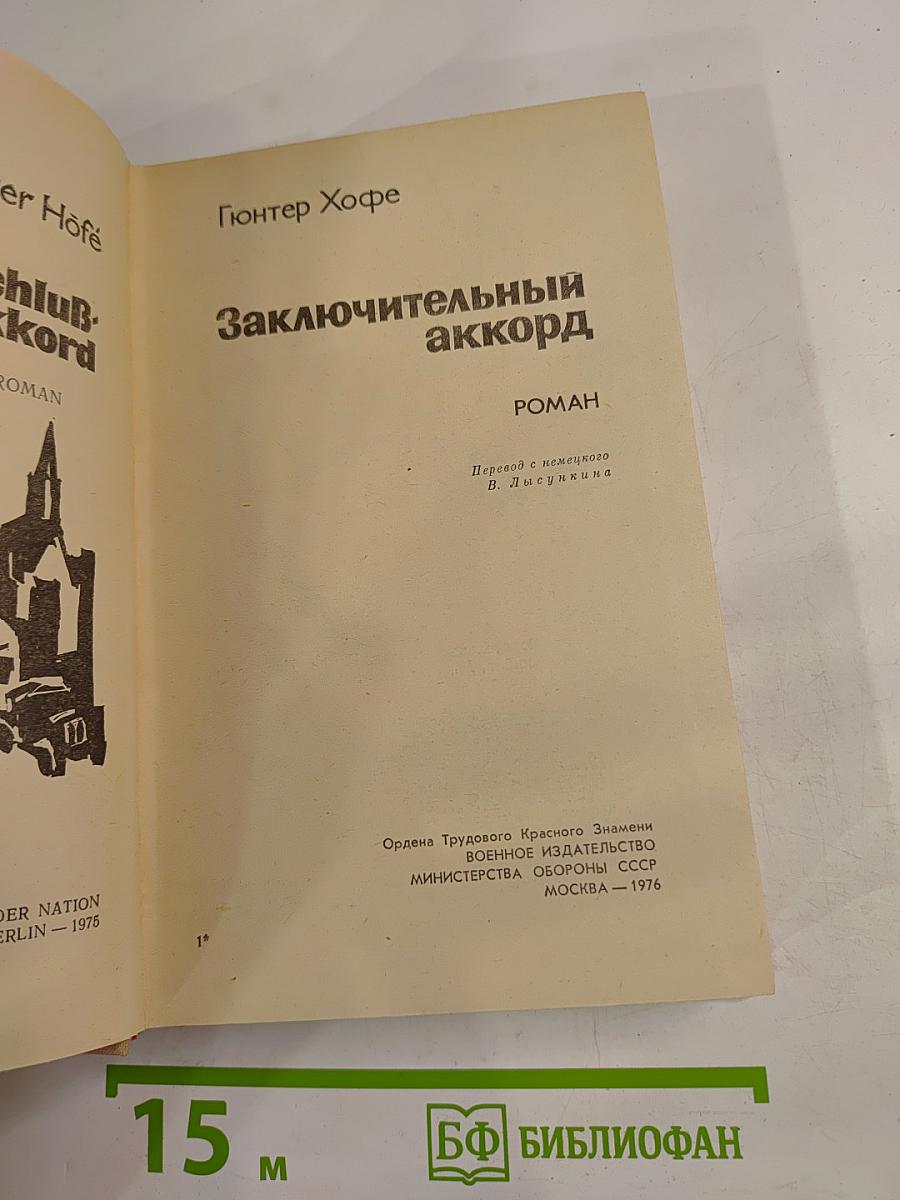 er Höfé
chluß-
kkord
ROMAN
DER NATION
ERLIN — 1975
Гюнтер Хофе
Заключительный
аккорд
РОМАН
Перевод с немецкого
В. Лысункина
Ордена Трудового Красного Знамени
ВОЕННОЕ ИЗДАТЕЛЬСТВО
МИНИСТЕРСТВА ОБОРОНЫ СССР
МОСКВА — 1976
1*
15 м
БФ БИБЛИОФАН